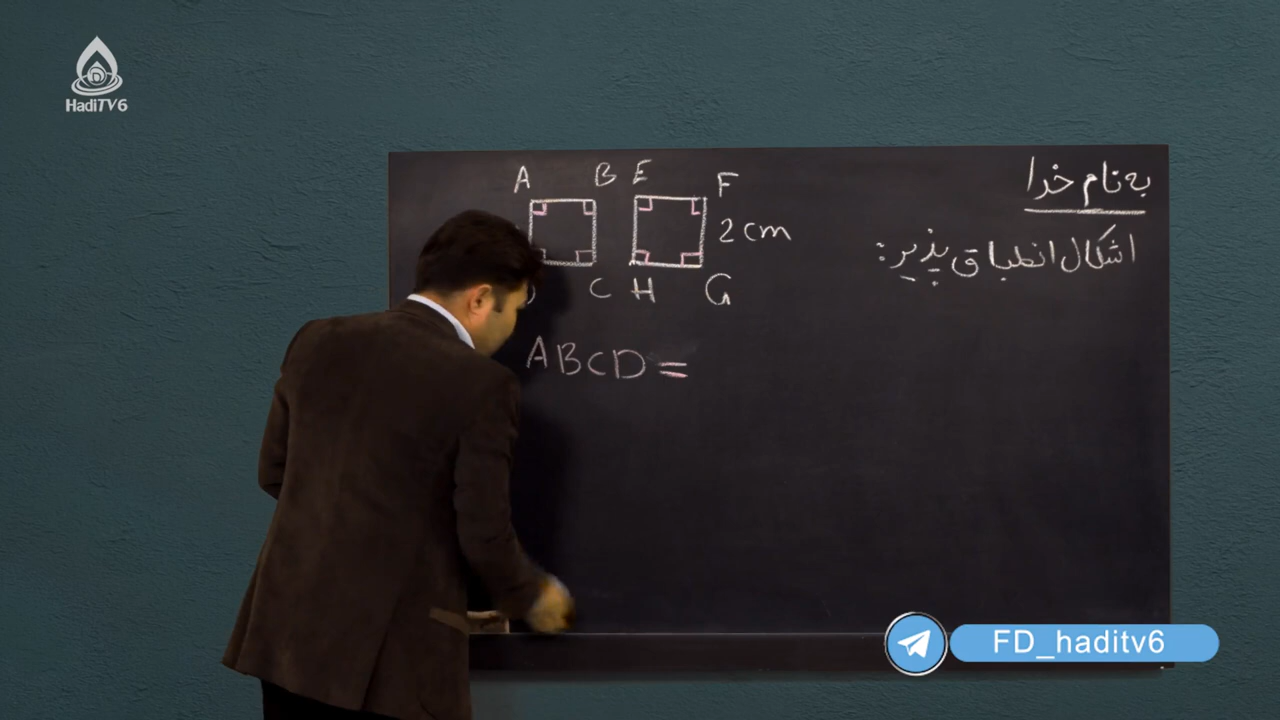 HadiTV6
به نام خدا
اشکال انطباق پذیر:
A B E F
2 cm
C H G
ABCD =
FD_haditv6